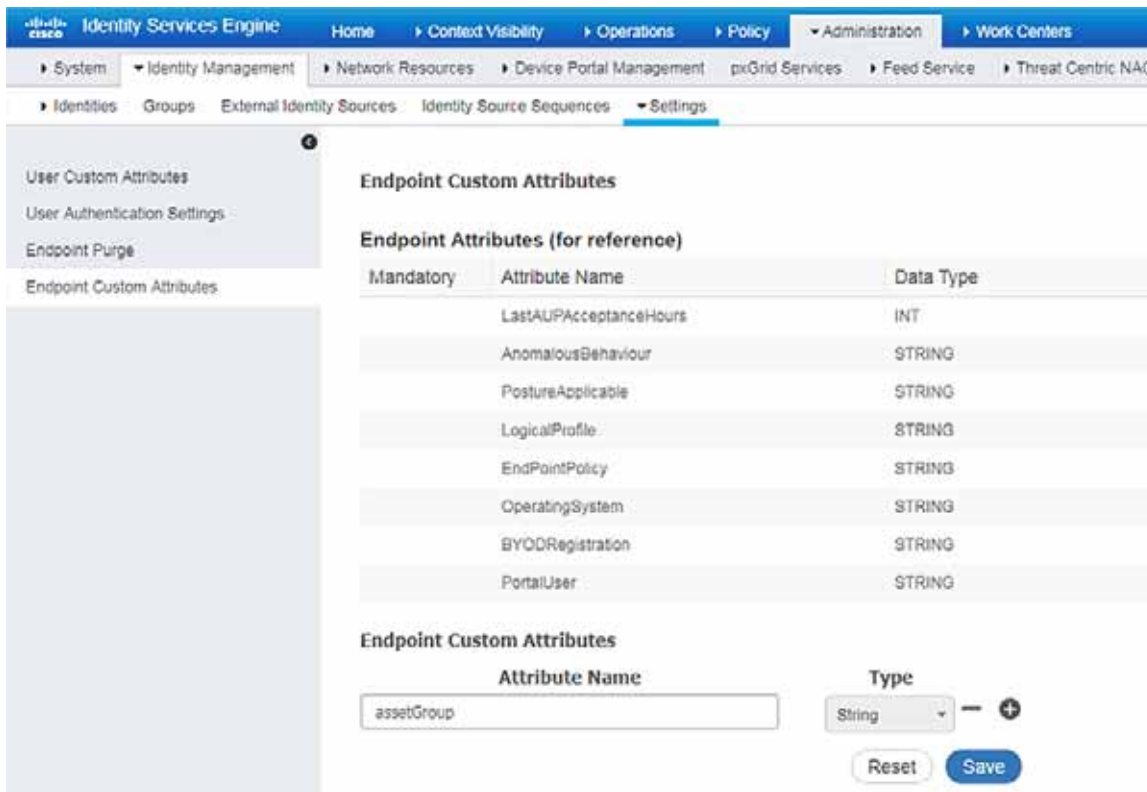 cisco Identity Services Engine Home Context Visibility Operations Policy Administration Work Centers
System Identity Management Network Resources Device Portal Management pxGrid Services Feed Service Threat Centric NAC
Identities Groups External Identity Sources Identity Source Sequences Settings
User Custom Attributes
User Authentication Settings
Endpoint Purge
Endpoint Custom Attributes
Endpoint Custom Attributes
Endpoint Attributes (for reference)
Mandatory Attribute Name Data Type
LastAUPAcceptanceHours INT
AnomalousBehaviour STRING
PostureApplicable STRING
LogicalProfile STRING
EndPointPolicy STRING
OperatingSystem STRING
BYODRegistration STRING
PortalUser STRING
Endpoint Custom Attributes
Attribute Name Type
assetGroup String
Reset Save